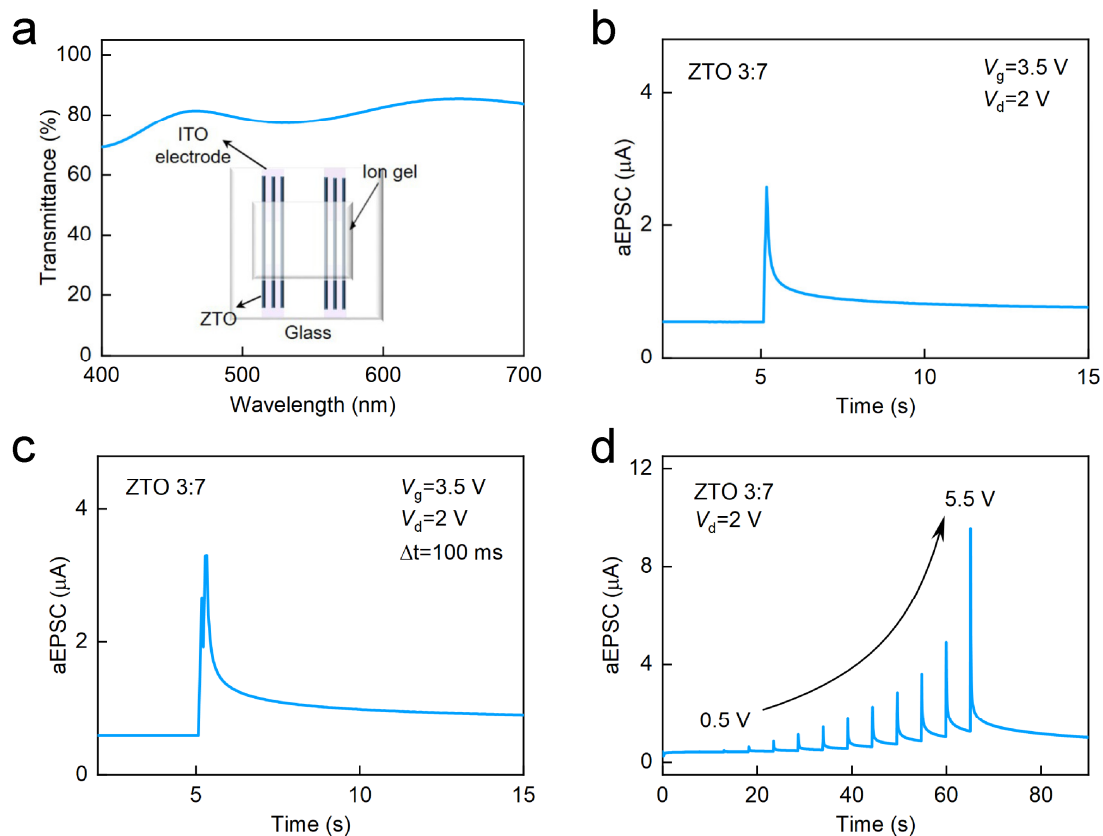 a
100
80
60
40
20
0
Transmittance (%)
ITO
electrode
Ion gel
ZTO
Glass
400
500
600
700
Wavelength (nm)
b
ZTO 3:7
Vg=3.5 V
Vd=2 V
4
2
0
aEPSC (μA)
5
10
15
Time (s)
c
ZTO 3:7
Vg=3.5 V
Vd=2 V
Δt=100 ms
4
2
0
aEPSC (μA)
5
10
15
Time (s)
d
ZTO 3:7
Vd=2 V
5.5 V
0.5 V
12
8
4
0
aEPSC (μA)
0
20
40
60
80
Time (s)